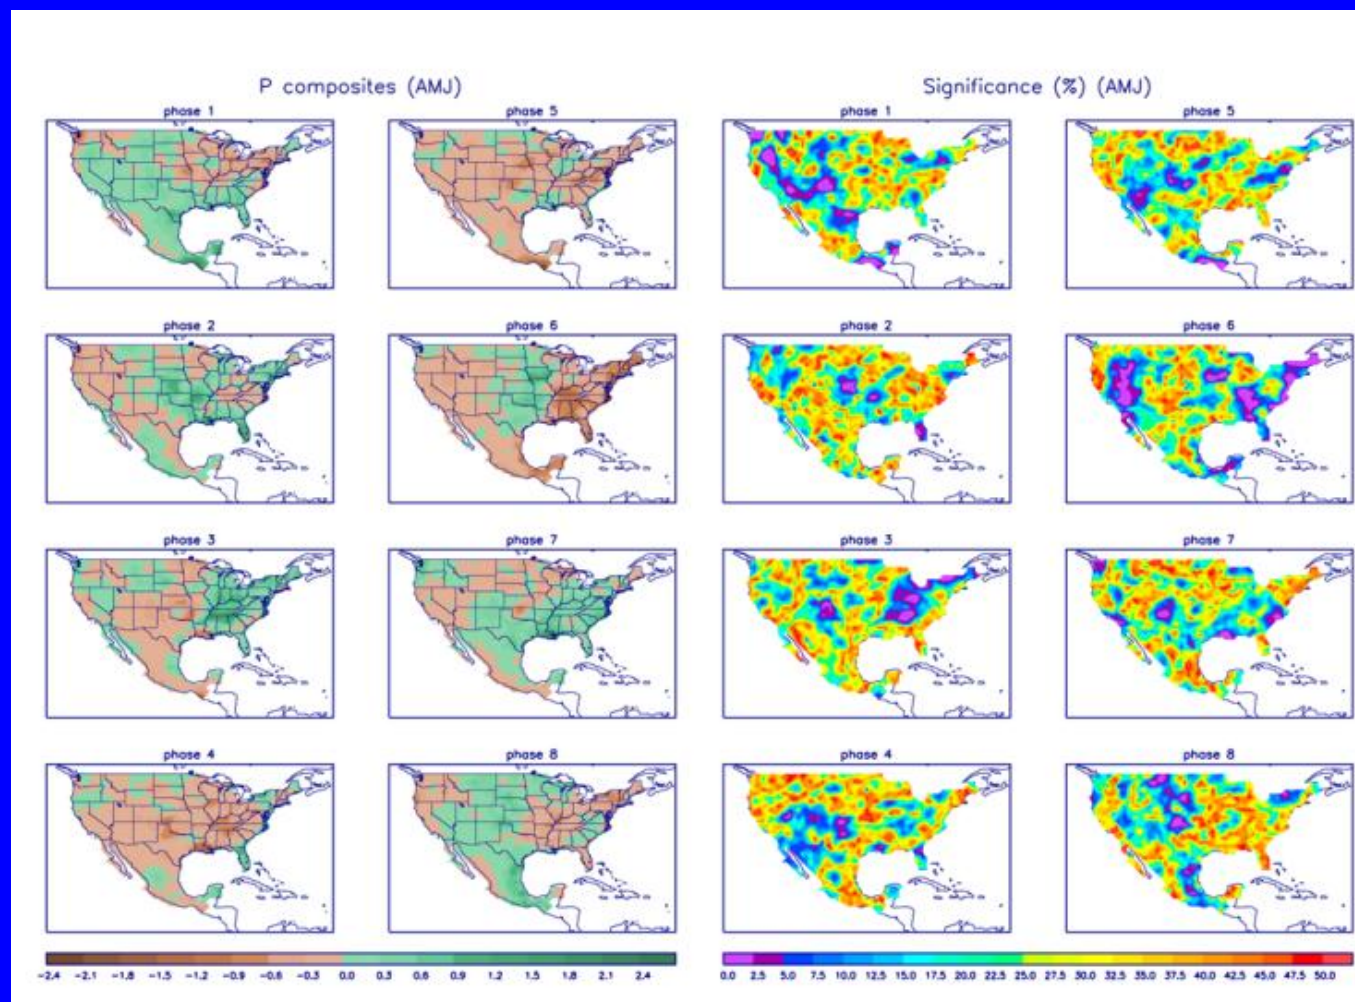 P composites (AMJ)
Significance (%) (AMJ)
phase 1
phase 5
phase 1
phase 5
phase 2
phase 6
phase 2
phase 6
phase 3
phase 7
phase 3
phase 7
phase 4
phase 8
phase 4
phase 8
-2.4 -2.1 -1.8 -1.5 -1.2 -0.9 -0.6 -0.3 0.0 0.3 0.6 0.9 1.2 1.5 1.8 2.1 2.4
0.0 2.5 5.0 10.0 15.0 17.5 20.0 22.5 25.0 27.5 30.0 32.5 35.0 37.5 40.0 42.5 45.0 47.5 50.0